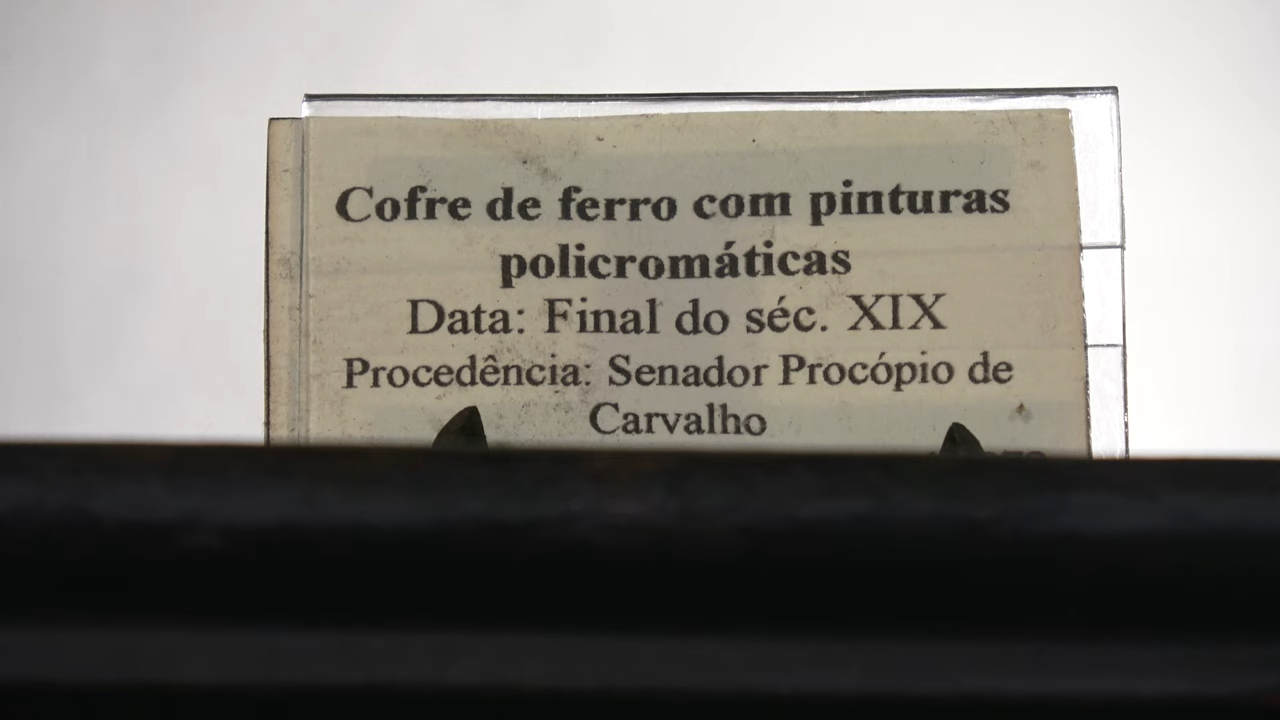 Cofre de ferro com pinturas
policromáticas
Data: Final do séc. XIX
Procedência: Senador Procópio de
Carvalho